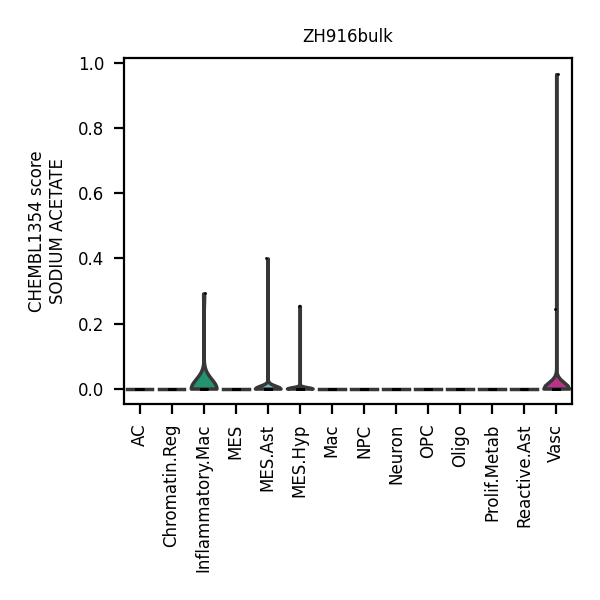 ZH916bulk
CHEMBL1354 score
SODIUM ACETATE
1.0
0.8
0.6
0.4
0.2
0.0
AC
Chromatin.Reg
Inflammatory.Mac
MES
MES.Ast
MES.Hyp
Mac
NPC
Neuron
OPC
Oligo
Prolif.Metab
Reactive.Ast
Vasc